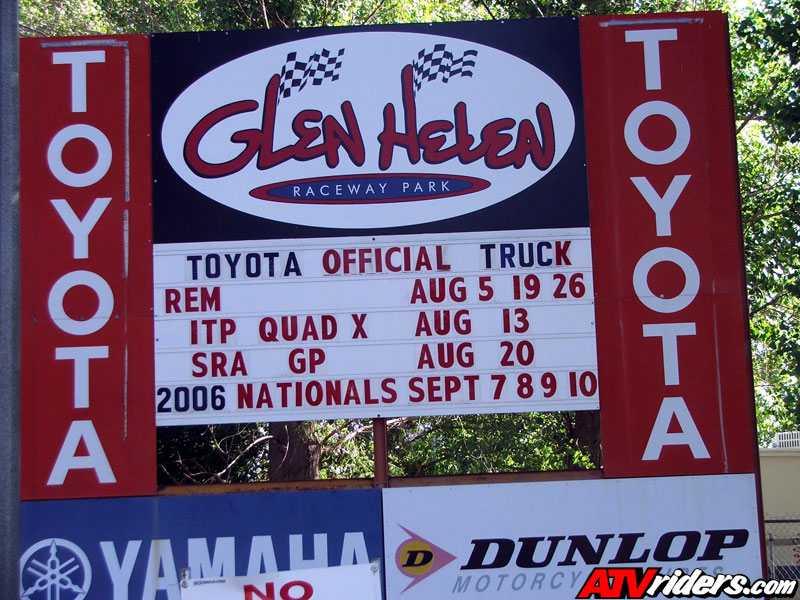 TOYOTA
GLEN HELEN
RACEWAY PARK
TOYOTA OFFICIAL TRUCK
REM AUG 5 19 26
ITP QUAD X AUG 13
SRA GP AUG 20
2006 NATIONALS SEPT 7 8 9 10
TOYOTA
YAMAHA
NO
D DUNLOP
ATVriders.com